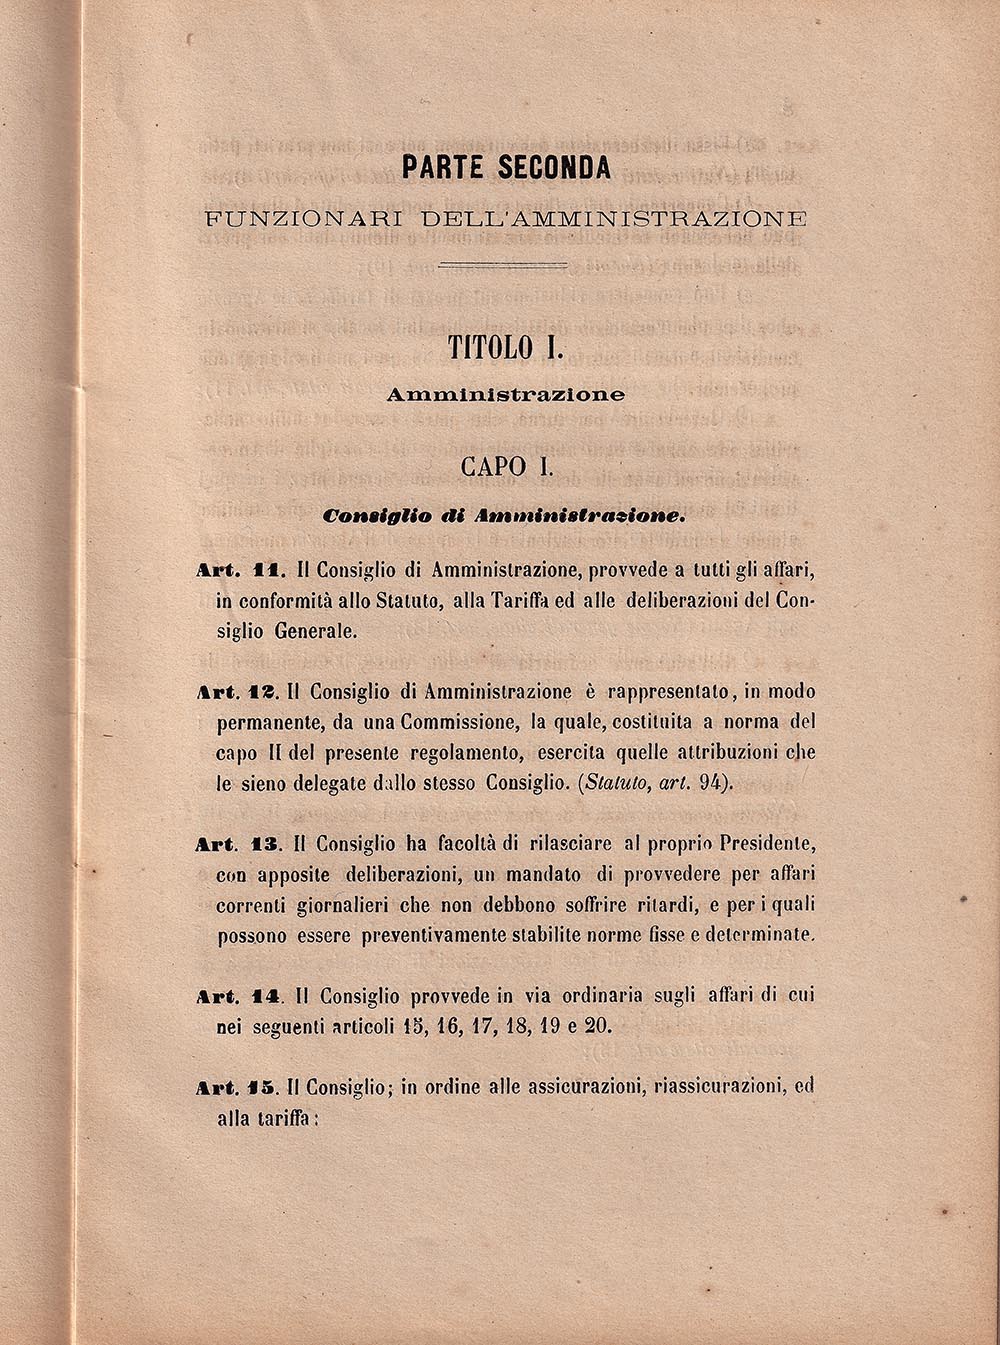 PARTE SECONDA
FUNZIONARI DELL'AMMINISTRAZIONE
TITOLO I.
Amministrazione
CAPO I.
Consiglio di Amministrazione.
Art. 11. Il Consiglio di Amministrazione, provvede a tutti gli affari,
in conformità allo Statuto, alla Tariffa ed alle deliberazioni del Con-
siglio Generale.
Art. 12. Il Consiglio di Amministrazione è rappresentato, in modo
permanente, da una Commissione, la quale, costituita a norma del
capo II del presente regolamento, esercita quelle attribuzioni che
le sieno delegate dallo stesso Consiglio. (Statuto, art. 94).
Art. 13. Il Consiglio ha facoltà di rilasciare al proprio Presidente,
con apposite deliberazioni, un mandato di provvedere per affari
correnti giornalieri che non debbono soffrire ritardi, e per i quali
possono essere preventivamente stabilite norme fisse e determinate.
Art. 14. Il Consiglio provvede in via ordinaria sugli affari di cui
nei seguenti articoli 15, 16, 17, 18, 19 e 20.
Art. 15. Il Consiglio; in ordine alle assicurazioni, riassicurazioni, ed
alla tariffa: